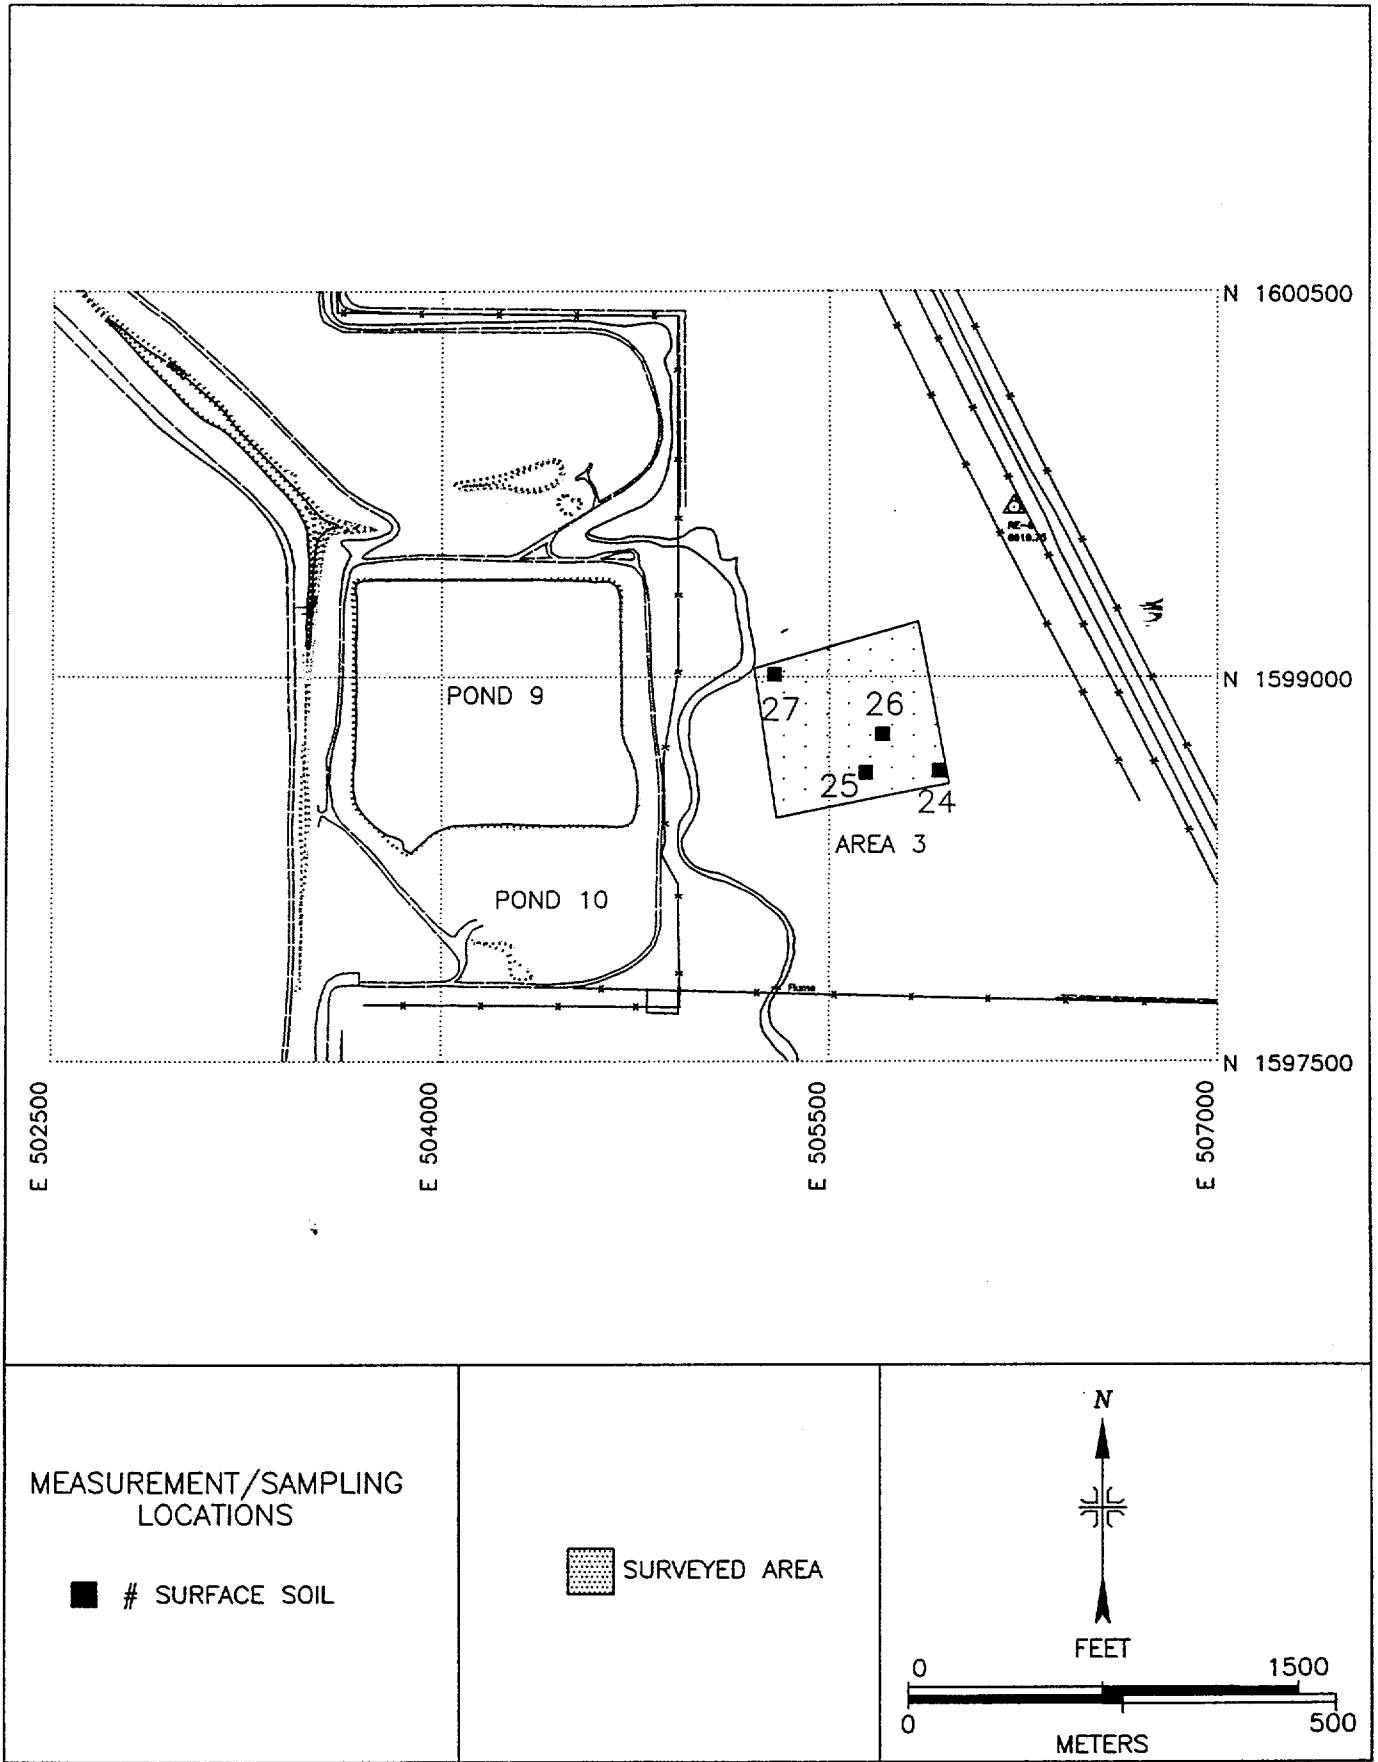 N 1600500
RE-
N 1599000
POND 9
27
26
25
24
AREA 3
POND 10
Flume
N 1597500
E 502500
E 504000
E 505500
E 507000
MEASUREMENT/SAMPLING
LOCATIONS
# SURFACE SOIL
SURVEYED AREA
N
FEET
0 1500
0 500
METERS